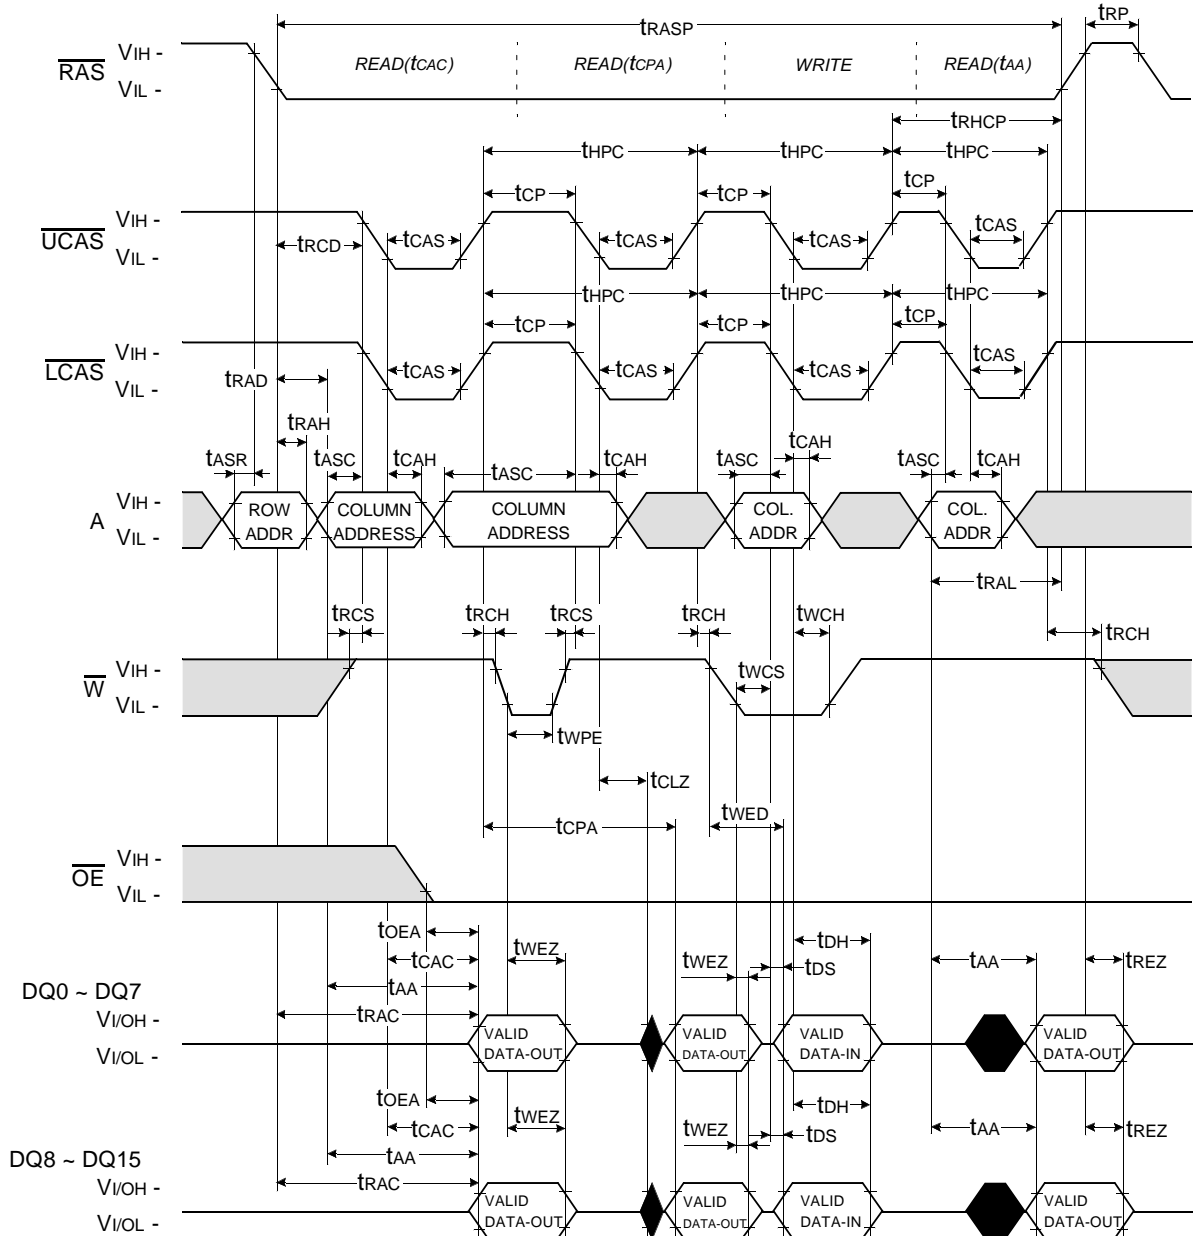 tRP
tRASP
RAS
VIH -
VIL -
READ(tCAC)
READ(tCPA)
WRITE
READ(tAA)
tRHCP
tHPC
tHPC
tHPC
tCP
tCP
tCP
UCAS
VIH -
VIL -
tRCD
tCAS
tCAS
tCAS
tCAS
tHPC
tHPC
tHPC
tCP
tCP
tCP
LCAS
VIH -
VIL -
tCAS
tCAS
tCAS
tCAS
tRAD
tRAH
tASR
tASC
tCAH
tASC
tCAH
tASC
tCAH
tASC
tCAH
A
VIH -
VIL -
ROW
ADDR
COLUMN
ADDRESS
COLUMN
ADDRESS
COL.
ADDR
COL.
ADDR
tRAL
tRCS
tRCH
tRCS
tRCH
tWCH
tRCH
W
VIH -
VIL -
tWCS
tWPE
tCLZ
tCPA
tWED
OE
VIH -
VIL -
tOEA
tCAC
tAA
tRAC
tWEZ
tWEZ
tDH
tDS
tAA
tREZ
DQ0 ~ DQ7
VI/OH -
VI/OL -
VALID
DATA-OUT
VALID
DATA-OUT
VALID
DATA-IN
VALID
DATA-OUT
tOEA
tCAC
tAA
tRAC
tWEZ
tWEZ
tDH
tDS
tAA
tREZ
DQ8 ~ DQ15
VI/OH -
VI/OL -
VALID
DATA-OUT
VALID
DATA-OUT
VALID
DATA-IN
VALID
DATA-OUT